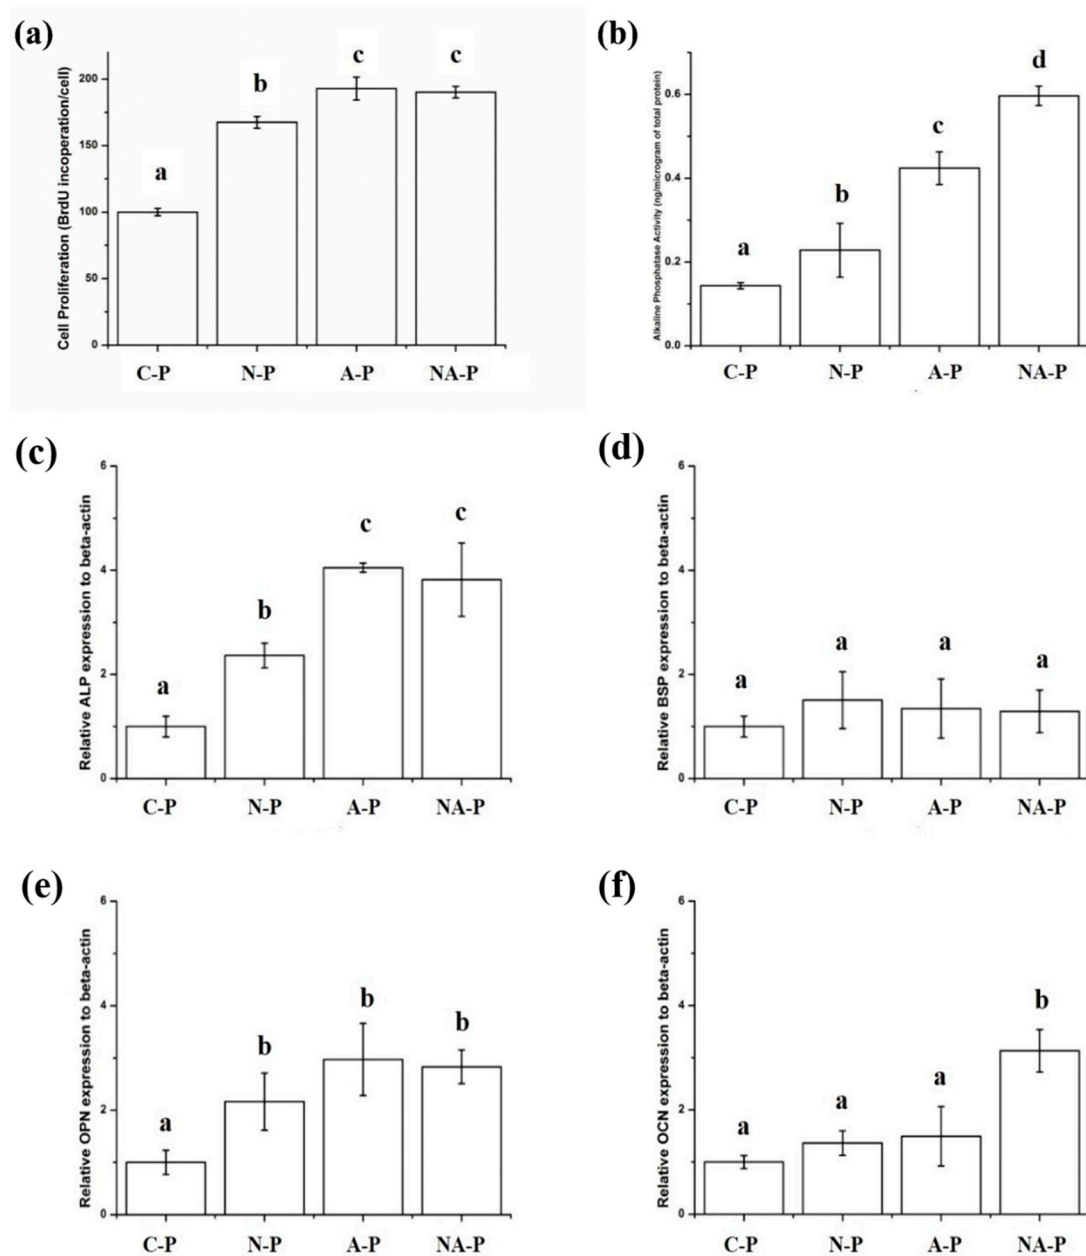 (a)
Cell Proliferation (BrdU incoperation/cell)
200
150
100
50
0
a
b
c
c
C-P
N-P
A-P
NA-P
(b)
Alkaline Phosphatase Activity (ng/microgram of total protein)
0.6
0.4
0.2
0.0
a
b
c
d
C-P
N-P
A-P
NA-P
(c)
Relative ALP expression to beta-actin
6
4
2
0
a
b
c
c
C-P
N-P
A-P
NA-P
(d)
Relative BSP expression to beta-actin
6
4
2
0
a
a
a
a
C-P
N-P
A-P
NA-P
(e)
Relative OPN expression to beta-actin
6
4
2
0
a
b
b
b
C-P
N-P
A-P
NA-P
(f)
Relative OCN expression to beta-actin
6
4
2
0
a
a
a
b
C-P
N-P
A-P
NA-P